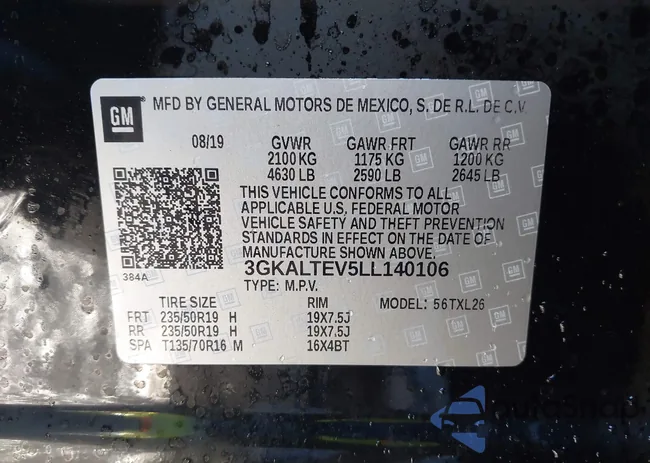 GM
MFD BY GENERAL MOTORS DE MEXICO, S. DE R.L. DE C.V.
08/19 GVWR GAWR FRT GAWR RR
2100 KG 1175 KG 1200 KG
4630 LB 2590 LB 2645 LB
THIS VEHICLE CONFORMS TO ALL
APPLICABLE U.S. FEDERAL MOTOR
VEHICLE SAFETY AND THEFT PREVENTION
STANDARDS IN EFFECT ON THE DATE OF
MANUFACTURE SHOWN ABOVE.
384A 3GKALTEV5LL140106
TYPE: M.P.V.
TIRE SIZE RIM MODEL: 56TXL26
FRT 235/50R19 H 19X7.5J
RR 235/50R19 H 19X7.5J
SPA T135/70R16 M 16X4BT
AutoSnap